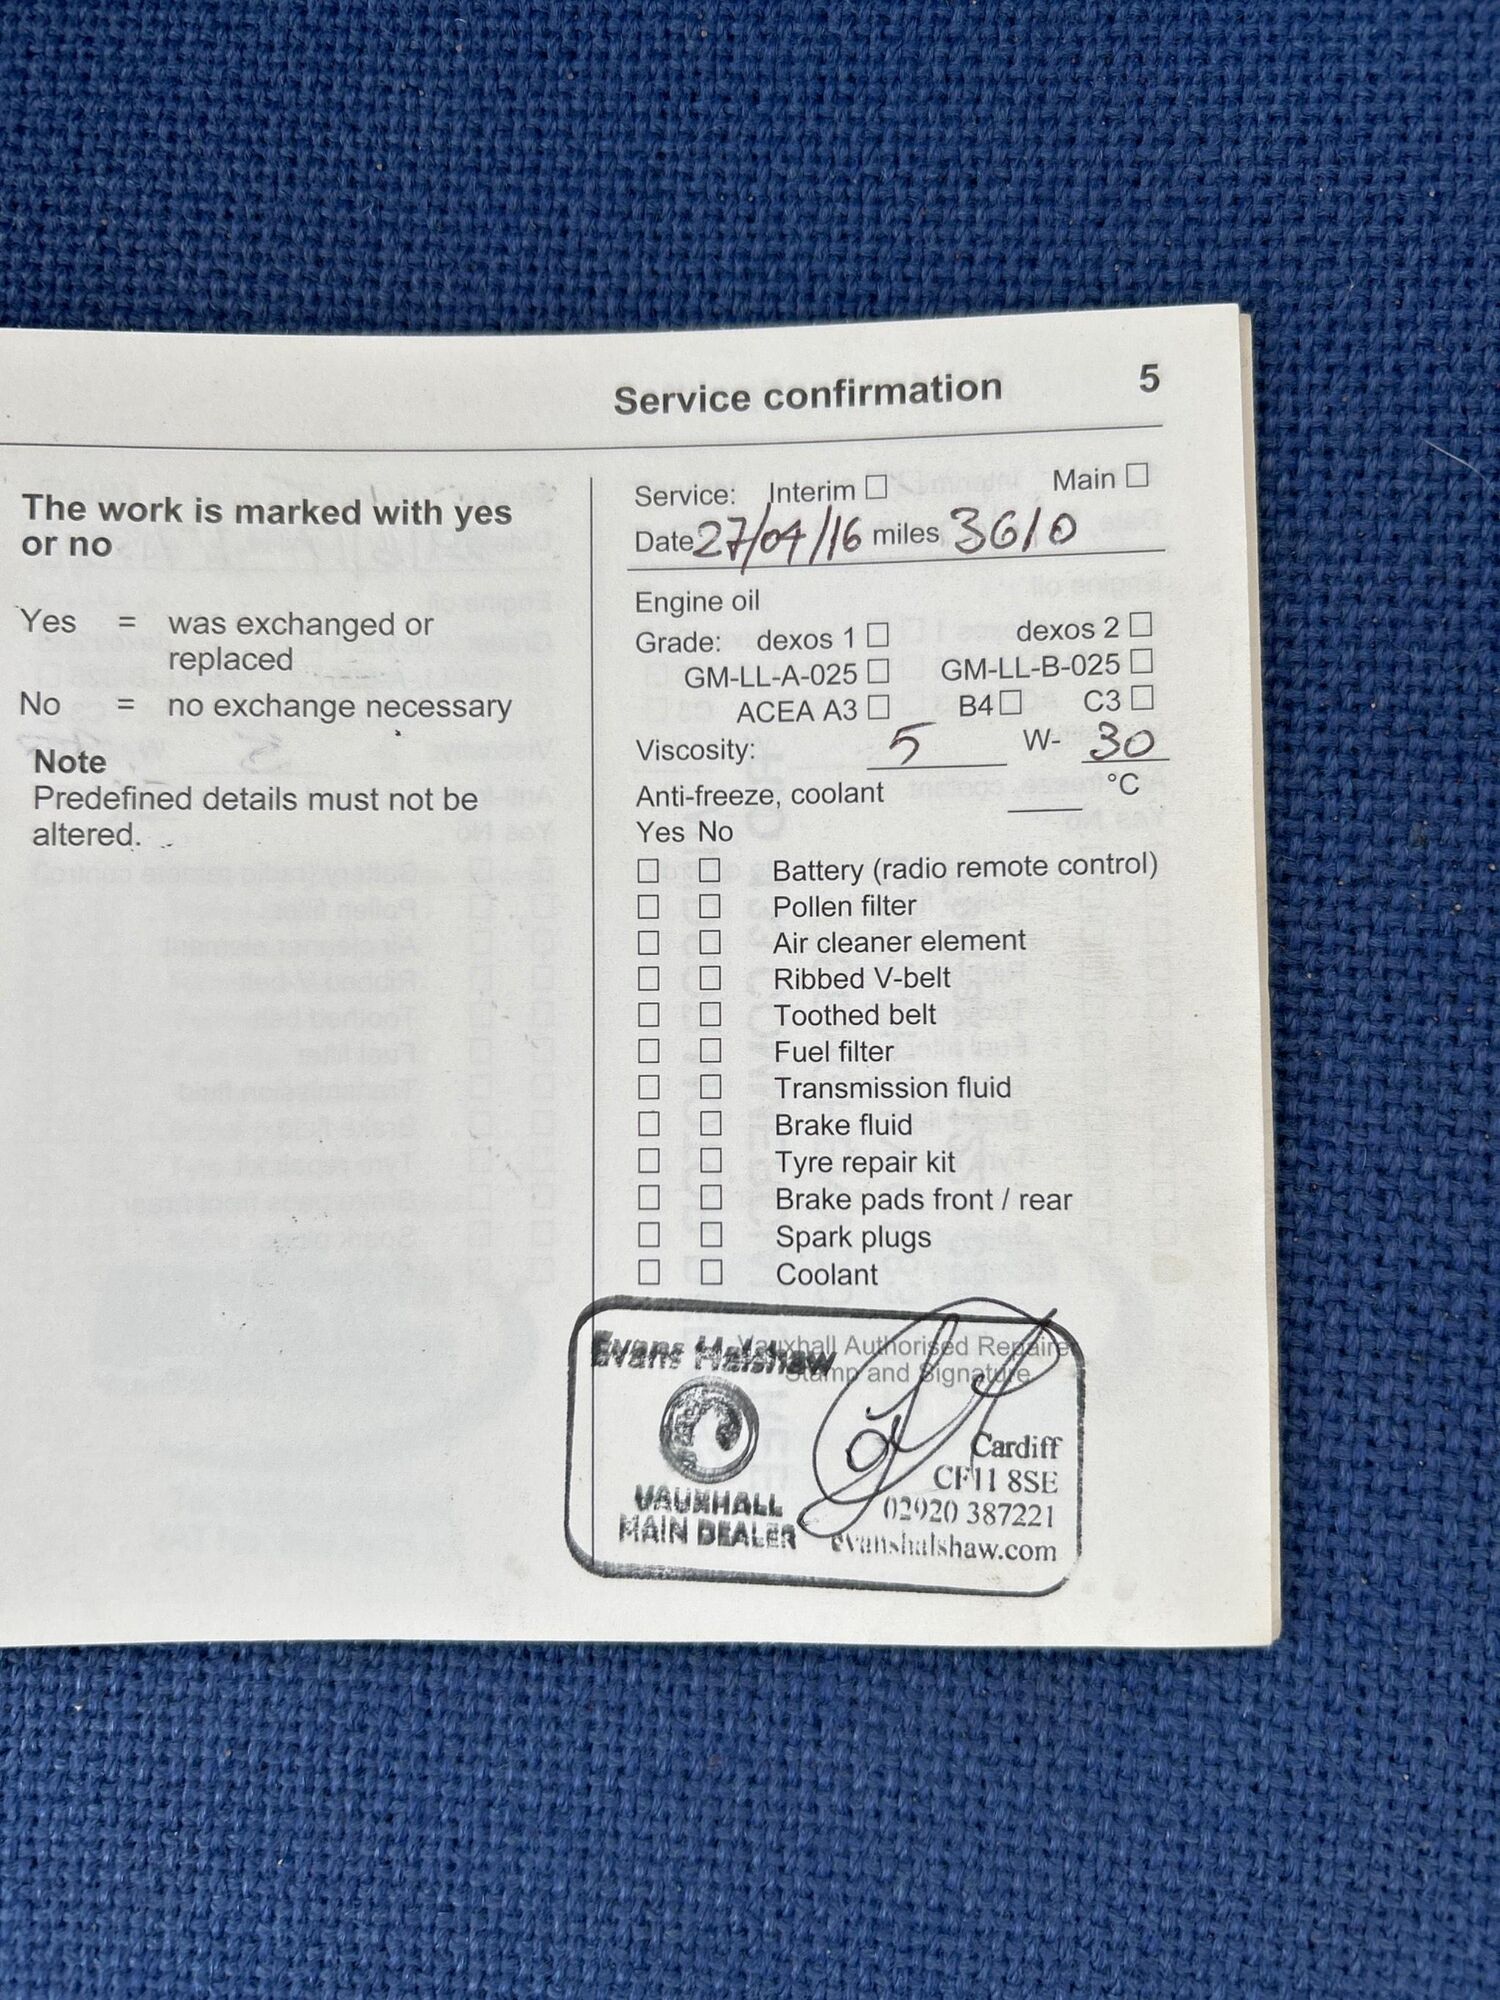 Service confirmation 5
The work is marked with yes
or no
Yes = was exchanged or
replaced
No = no exchange necessary
Note
Predefined details must not be
altered.
Service: Interim ☐ Main ☐
Date 27/04/16 miles 3610
Engine oil
Grade: dexos 1 ☐ dexos 2 ☐
GM-LL-A-025 ☐ GM-LL-B-025 ☐
ACEA A3 ☐ B4 ☐ C3 ☐
Viscosity: 5 W- 30
Anti-freeze, coolant °C
Yes No
☐ ☐ Battery (radio remote control)
☐ ☐ Pollen filter
☐ ☐ Air cleaner element
☐ ☐ Ribbed V-belt
☐ ☐ Toothed belt
☐ ☐ Fuel filter
☐ ☐ Transmission fluid
☐ ☐ Brake fluid
☐ ☐ Tyre repair kit
☐ ☐ Brake pads front / rear
☐ ☐ Spark plugs
☐ ☐ Coolant
Vauxhall Authorised Repairer
Stamp and Signature
Evans Halshaw
VAUXHALL
MAIN DEALER
Cardiff
CF11 8SE
02920 387221
evanshalshaw.com